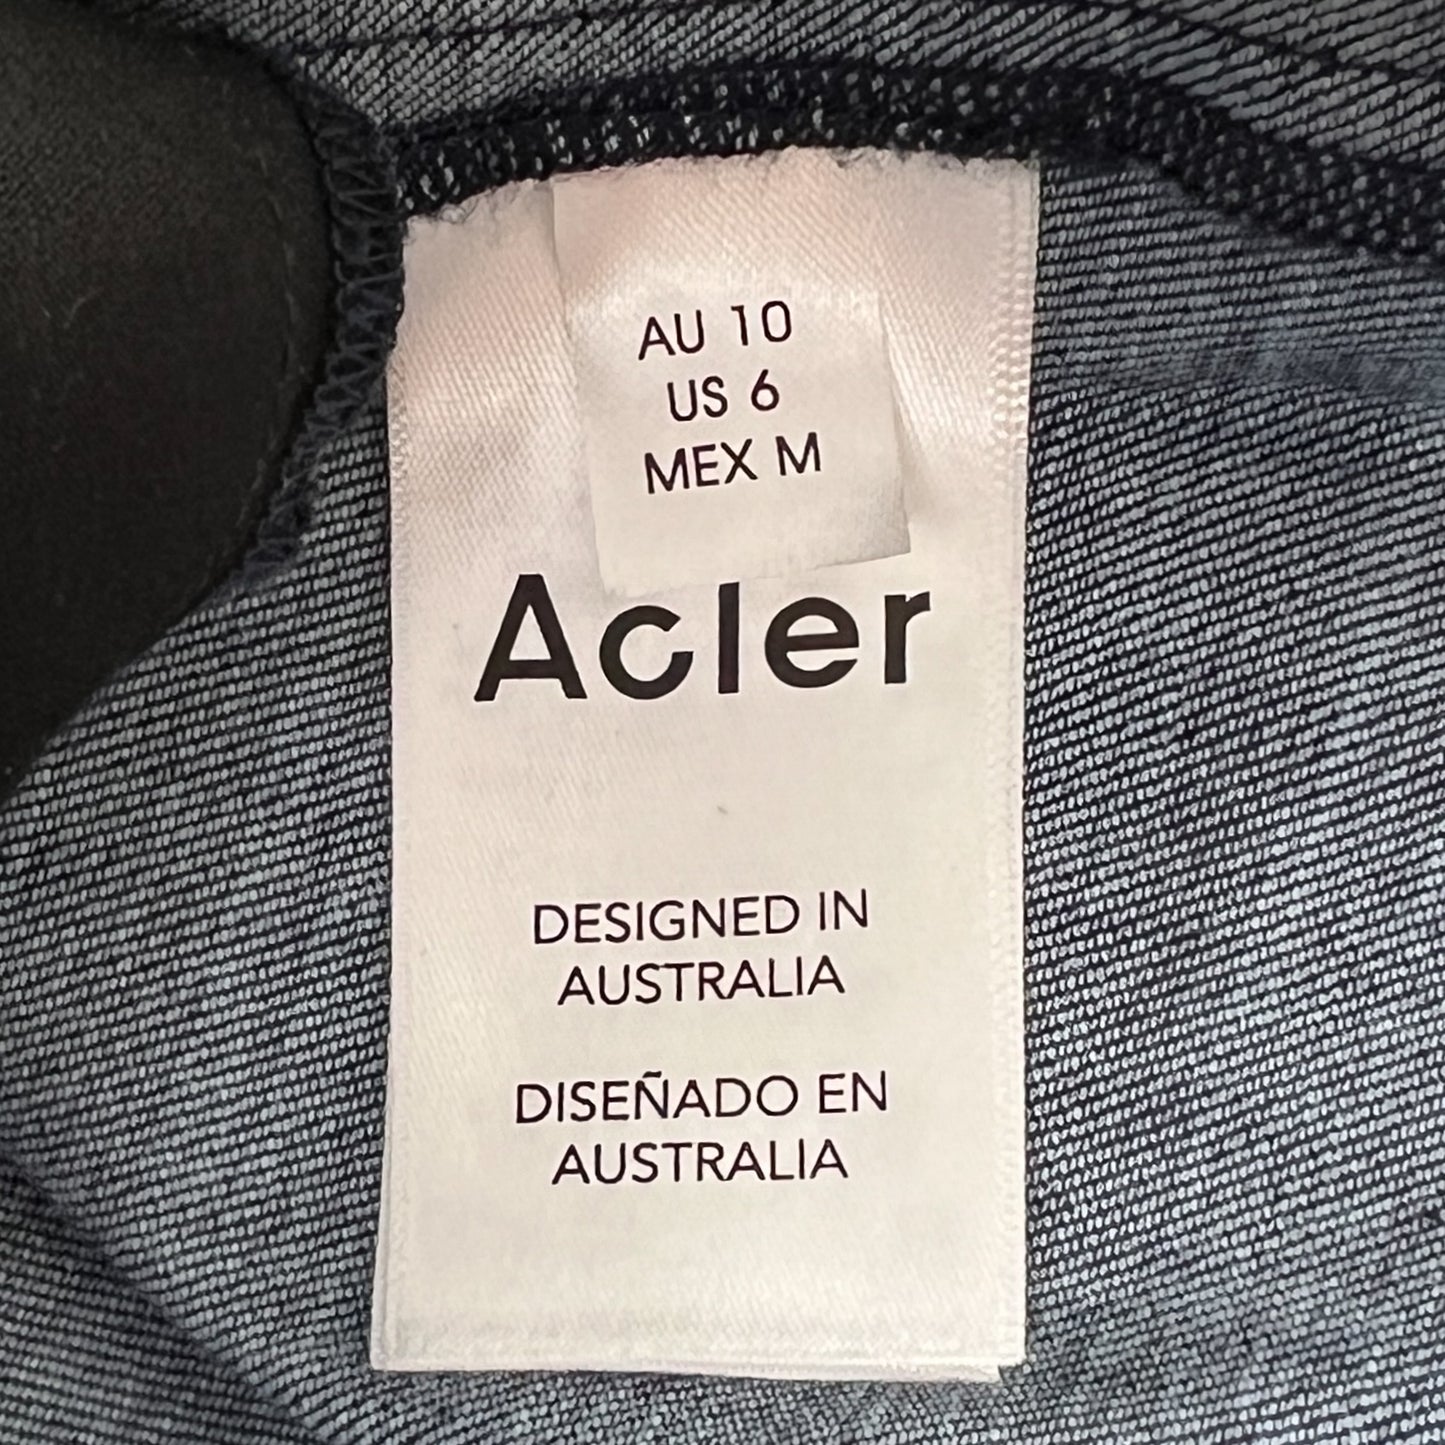 AU 10
US 6
MEX M
Acler
DESIGNED IN
AUSTRALIA
DISEÑADO EN
AUSTRALIA